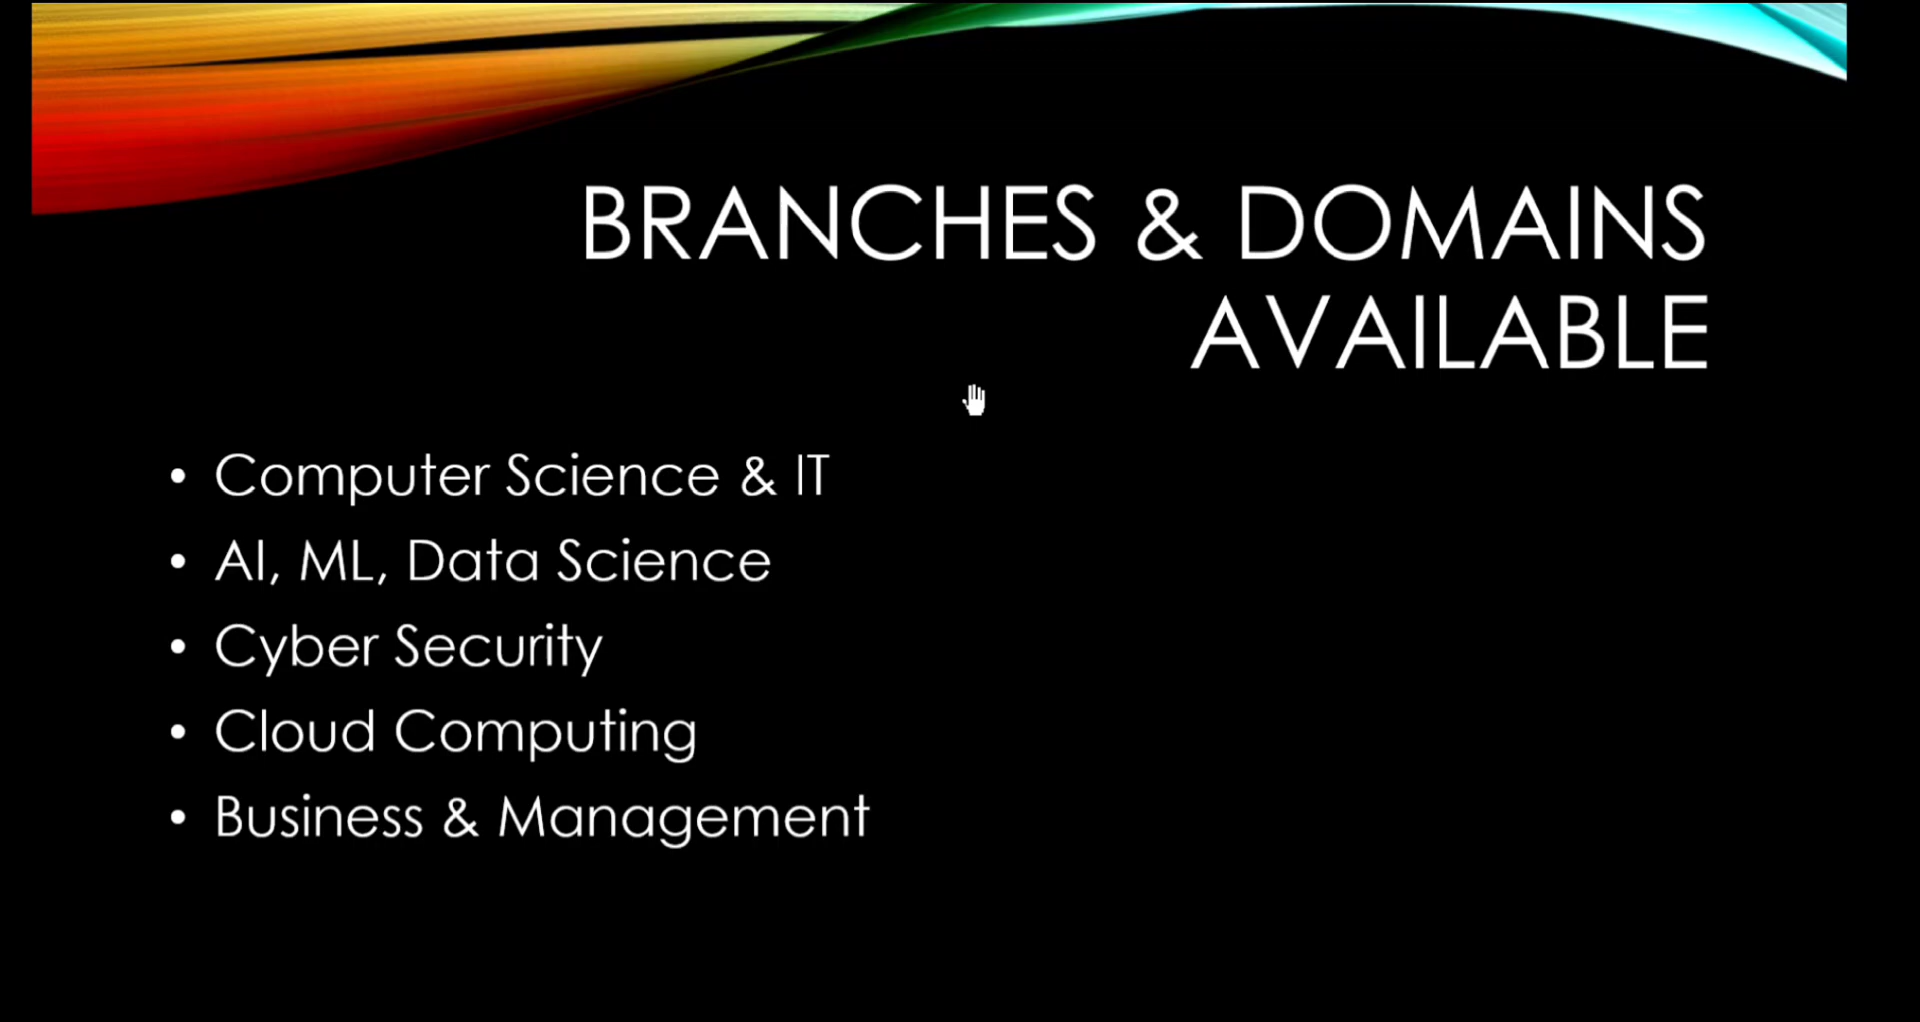 BRANCHES & DOMAINS
AVAILABLE
• Computer Science & IT
• AI, ML, Data Science
• Cyber Security
• Cloud Computing
• Business & Management